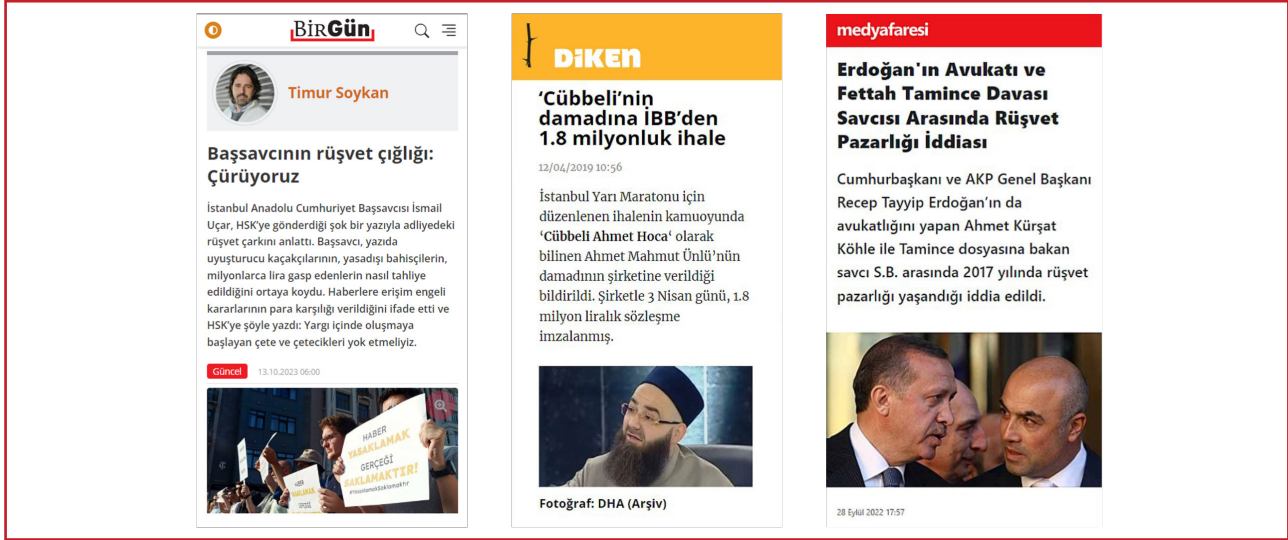 BİRGün
Timur Soykan
Başsavcının rüşvet çığlığı:
Çürüyoruz
İstanbul Anadolu Cumhuriyet Başsavcısı İsmail
Uçar, HSK'ye gönderdiği şok bir yazıyla adliyedeki
rüşvet çarkını anlattı. Başsavcı, yazıda
uyuşturucu kaçakçılarının, yasadışı bahisçilerin,
milyonlarca lira gasp edenlerin nasıl tahliye
edildiğini ortaya koydu. Haberlere erişim engeli
kararlarının para karşılığı verildiğini ifade etti ve
HSK'ye şöyle yazdı: Yargı içinde oluşmaya
başlayan çete ve çetecikleri yok etmeliyiz.
Güncel 13.10.2023 06:00
HABER
YASAKLAMAK
GERÇEĞİ
SAKLAMAKTIR!
DİKEN
‘Cübbeli’nin
damadına İBB’den
1.8 milyonluk ihale
12/04/2019 10:56
İstanbul Yarı Maratonu için
düzenlenen ihalenin kamuoyunda
‘Cübbeli Ahmet Hoca‘ olarak
bilinen Ahmet Mahmut Ünlü’nün
damadının şirketine verildiği
bildirildi. Şirketle 3 Nisan günü, 1.8
milyon liralık sözleşme
imzalanmış.
Fotoğraf: DHA (Arşiv)
medyafaresi
Erdoğan'ın Avukatı ve
Fettah Tamince Davası
Savcısı Arasında Rüşvet
Pazarlığı İddiası
Cumhurbaşkanı ve AKP Genel Başkanı
Recep Tayyip Erdoğan’ın da
avukatlığını yapan Ahmet Kürşat
Köhle ile Tamince dosyasına bakan
savcı S.B. arasında 2017 yılında rüşvet
pazarlığı yaşandığı iddia edildi.
28 Eylül 2022 17:57